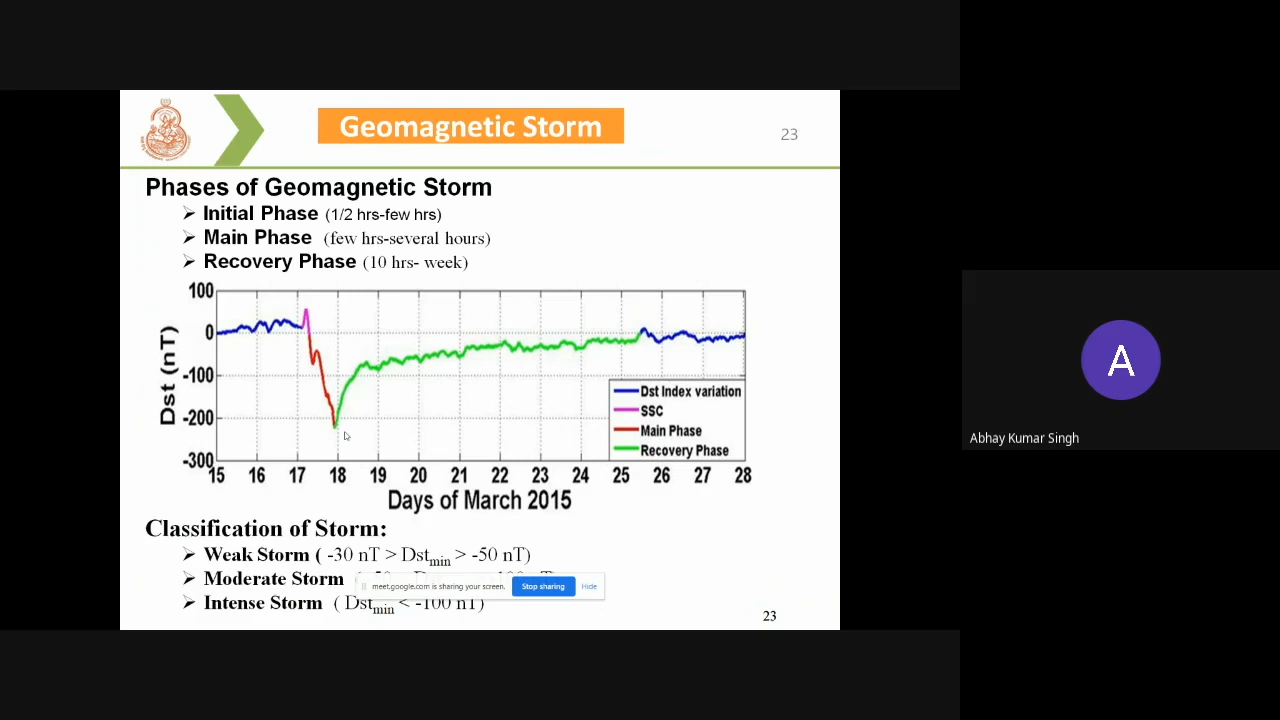 Geomagnetic Storm
23
Phases of Geomagnetic Storm
➢ Initial Phase (1/2 hrs-few hrs)
➢ Main Phase (few hrs-several hours)
➢ Recovery Phase (10 hrs- week)
100
0
-100
-200
-300
Dst (nT)
15 16 17 18 19 20 21 22 23 24 25 26 27 28
Days of March 2015
Dst Index variation
SSC
Main Phase
Recovery Phase
Classification of Storm:
➢ Weak Storm ( -30 nT > Dstmin > -50 nT)
➢ Moderate Storm
meet.google.com is sharing your screen. Stop sharing Hide
➢ Intense Storm ( Dstmin < -100 nT)
23
A
Abhay Kumar Singh